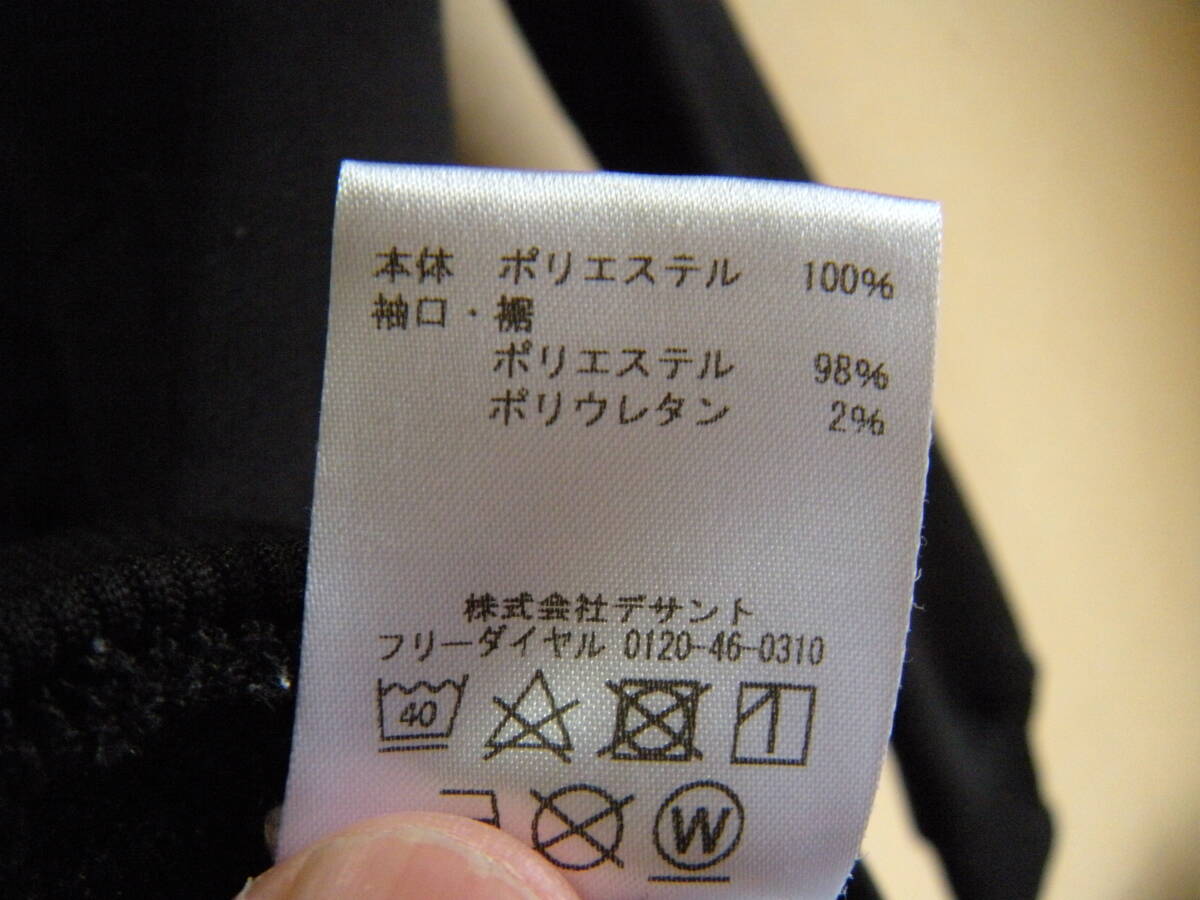 本体 ポリエステル 100%
袖口・裾
ポリエステル 98%
ポリウレタン 2%
株式会社デサント
フリーダイヤル 0120-46-0310
40
W